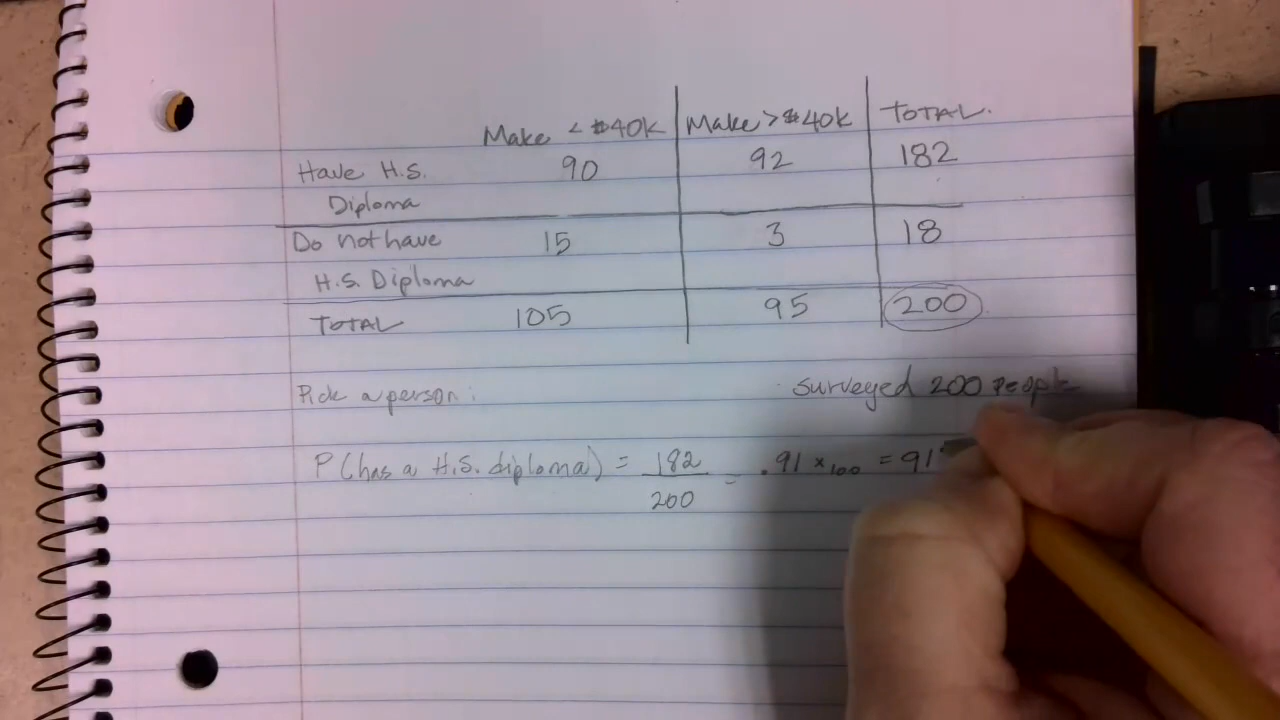 Make < $40K Make > $40K TOTAL.
Have H.S. 90 92 182
Diploma
Do not have 15 3 18
H.S. Diploma
TOTAL 105 95 200
Pick a person: surveyed 200 people
P(has a H.S. diploma) = 182/200 = .91 x 100 = 91